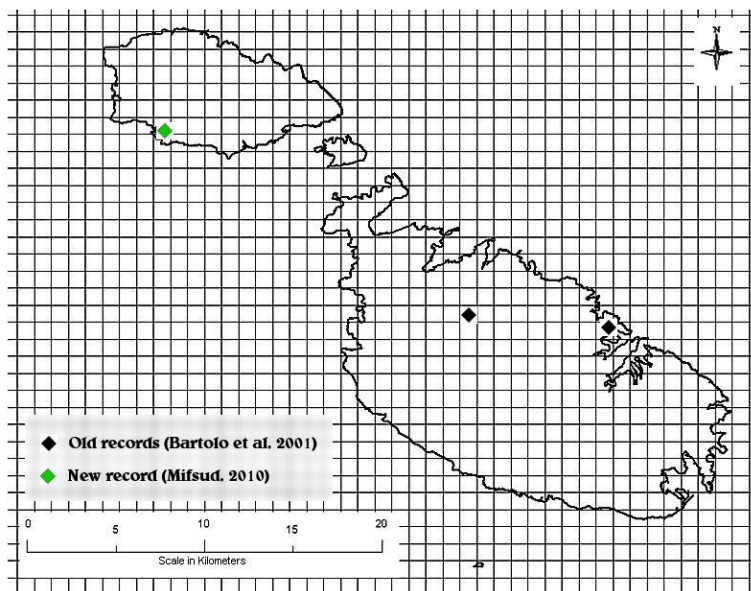 N
Old records (Bartolo et al. 2001)
New record (Mifsud. 2010)
0 5 10 15 20
Scale in Kilometers